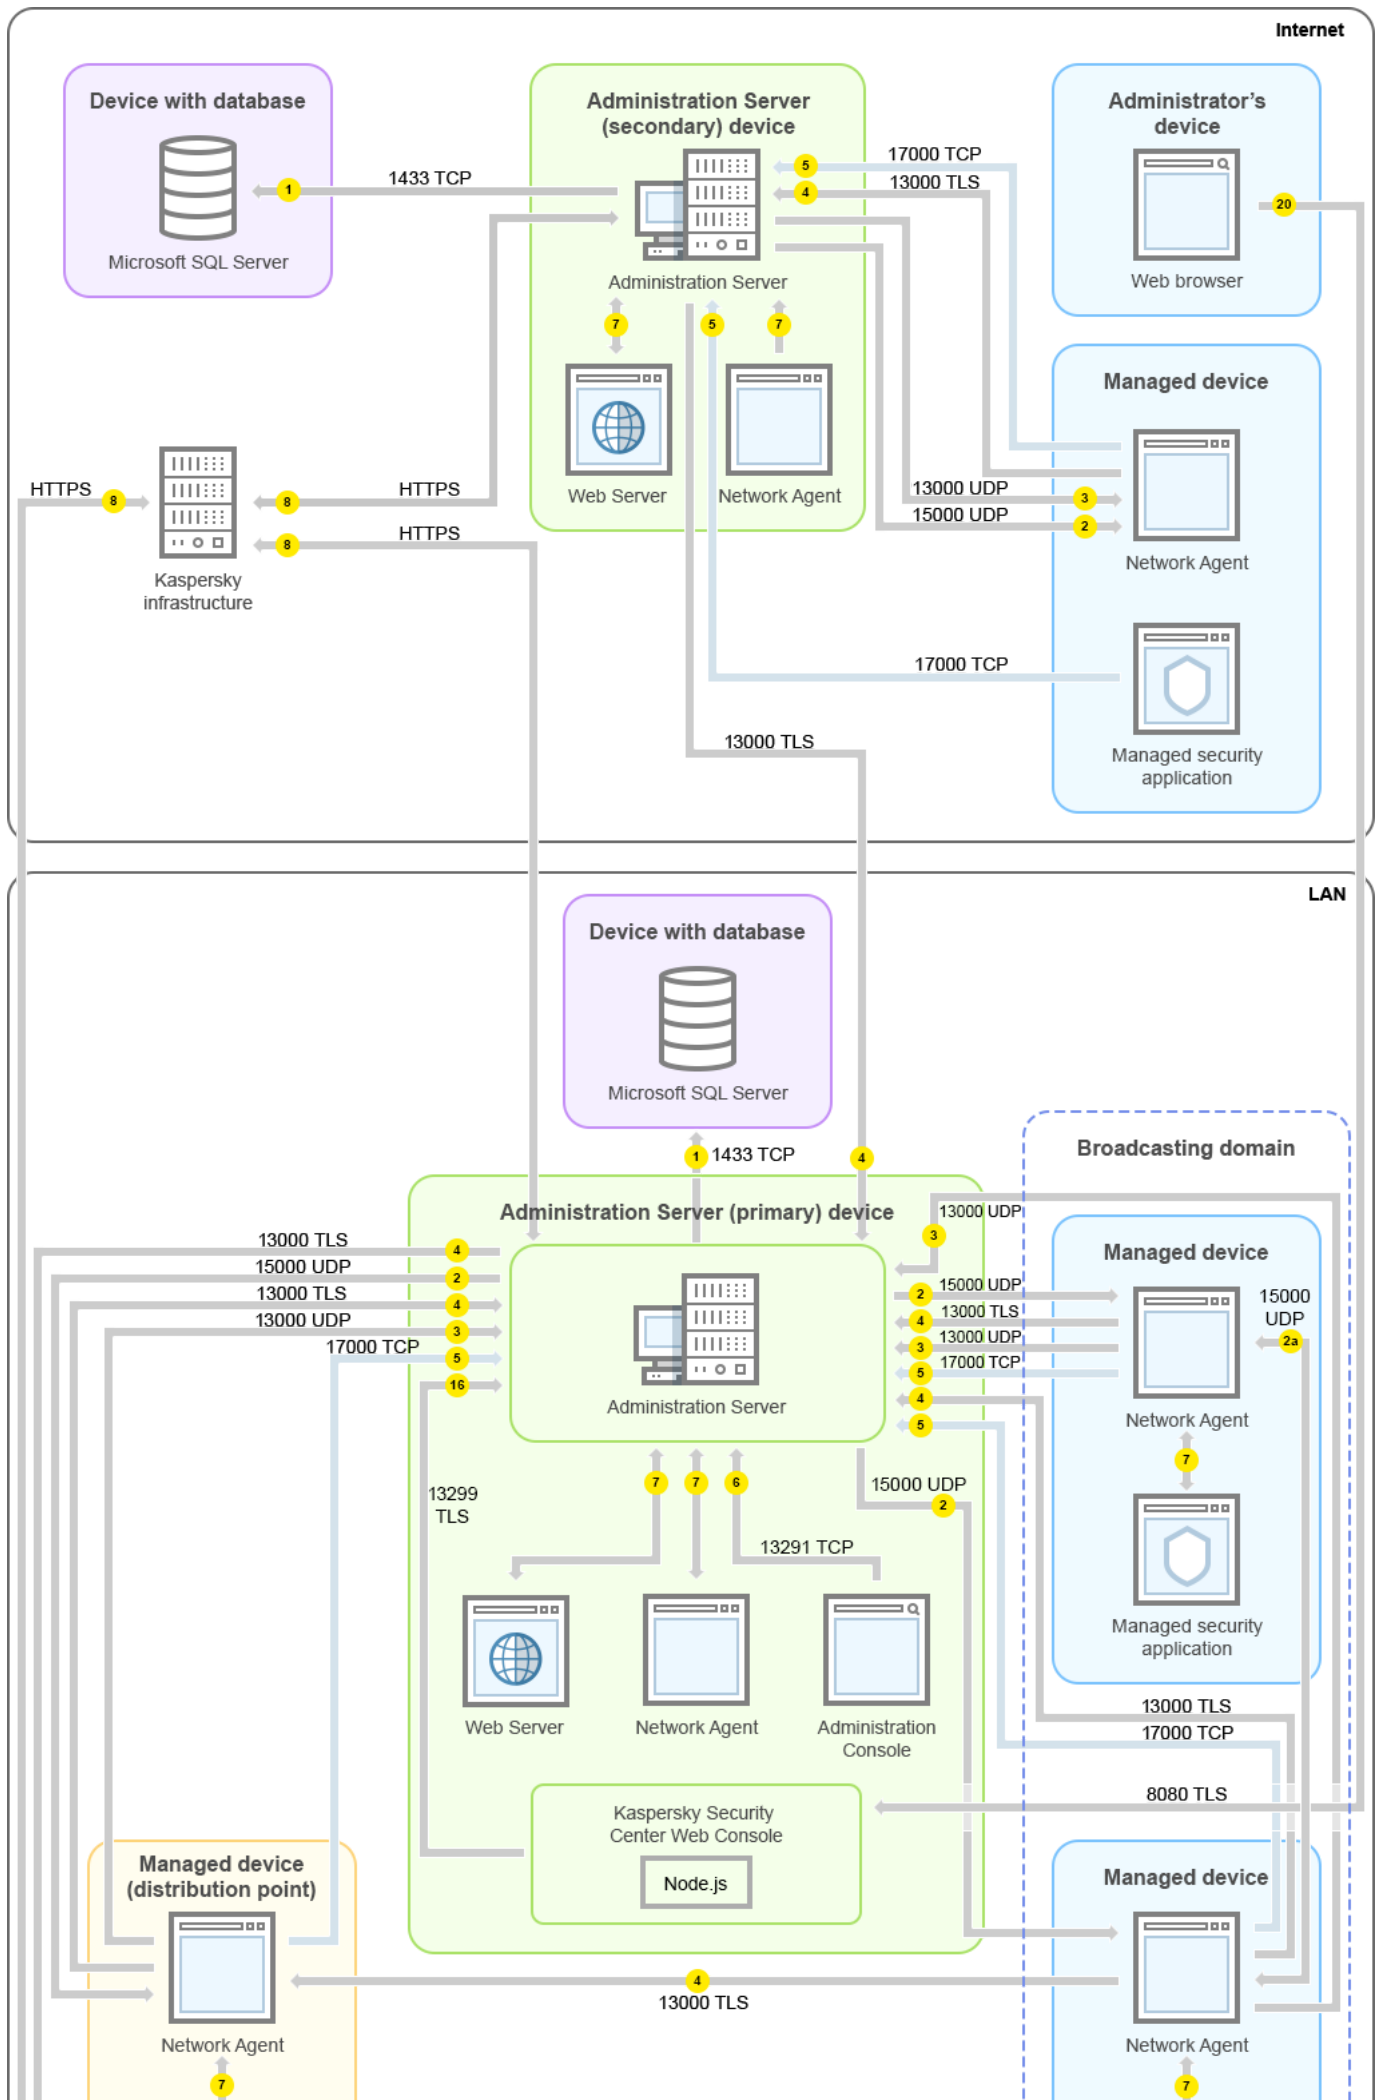 Internet
Device with database
Microsoft SQL Server
Administration Server
(secondary) device
Administration Server
Web Server
Network Agent
Administrator's
device
Web browser
20
1
1433 TCP
5
17000 TCP
4
13000 TLS
7
5
7
Managed device
Network Agent
13000 UDP
3
15000 UDP
2
HTTPS
8
8
HTTPS
8
HTTPS
Kaspersky
infrastructure
17000 TCP
Managed security
application
13000 TLS
LAN
Device with database
Microsoft SQL Server
1
1433 TCP
4
Broadcasting domain
Administration Server (primary) device
13000 UDP
3
13000 TLS
4
15000 UDP
2
13000 TLS
4
13000 UDP
3
17000 TCP
5
16
Administration Server
2
15000 UDP
4
13000 TLS
3
13000 UDP
5
17000 TCP
4
5
Managed device
15000
UDP
2a
Network Agent
7
Managed security
application
13299
TLS
7
7
6
15000 UDP
2
13291 TCP
Web Server
Network Agent
Administration
Console
13000 TLS
17000 TCP
8080 TLS
Kaspersky Security
Center Web Console
Node.js
Managed device
(distribution point)
Network Agent
7
4
13000 TLS
Managed device
Network Agent
7